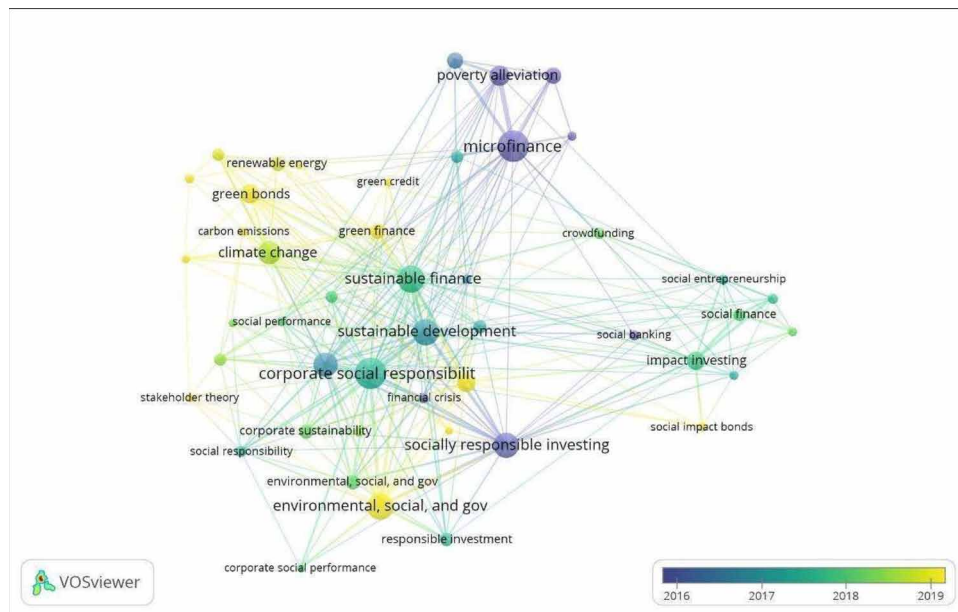 poverty alleviation
microfinance
renewable energy
green credit
green bonds
carbon emissions
green finance
crowdfunding
climate change
sustainable finance
social entrepreneurship
social performance
sustainable development
social finance
social banking
impact investing
corporate social responsibilit
stakeholder theory
financial crisis
social impact bonds
corporate sustainability
socially responsible investing
social responsibility
environmental, social, and gov
environmental, social, and gov
responsible investment
corporate social performance
VOSviewer
2016 2017 2018 2019